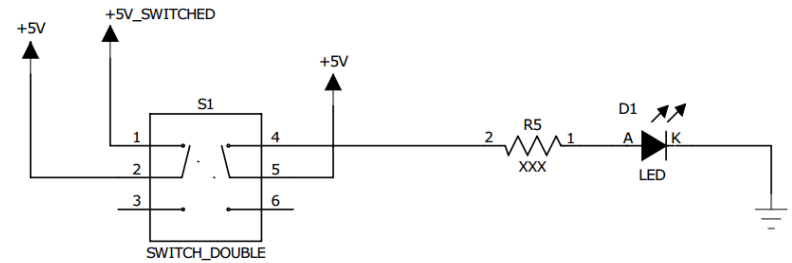 +5V_SWITCHED
+5V
+5V
S1
D1
1
4
2
R5
1
A
K
XXX
2
5
LED
3
6
SWITCH_DOUBLE